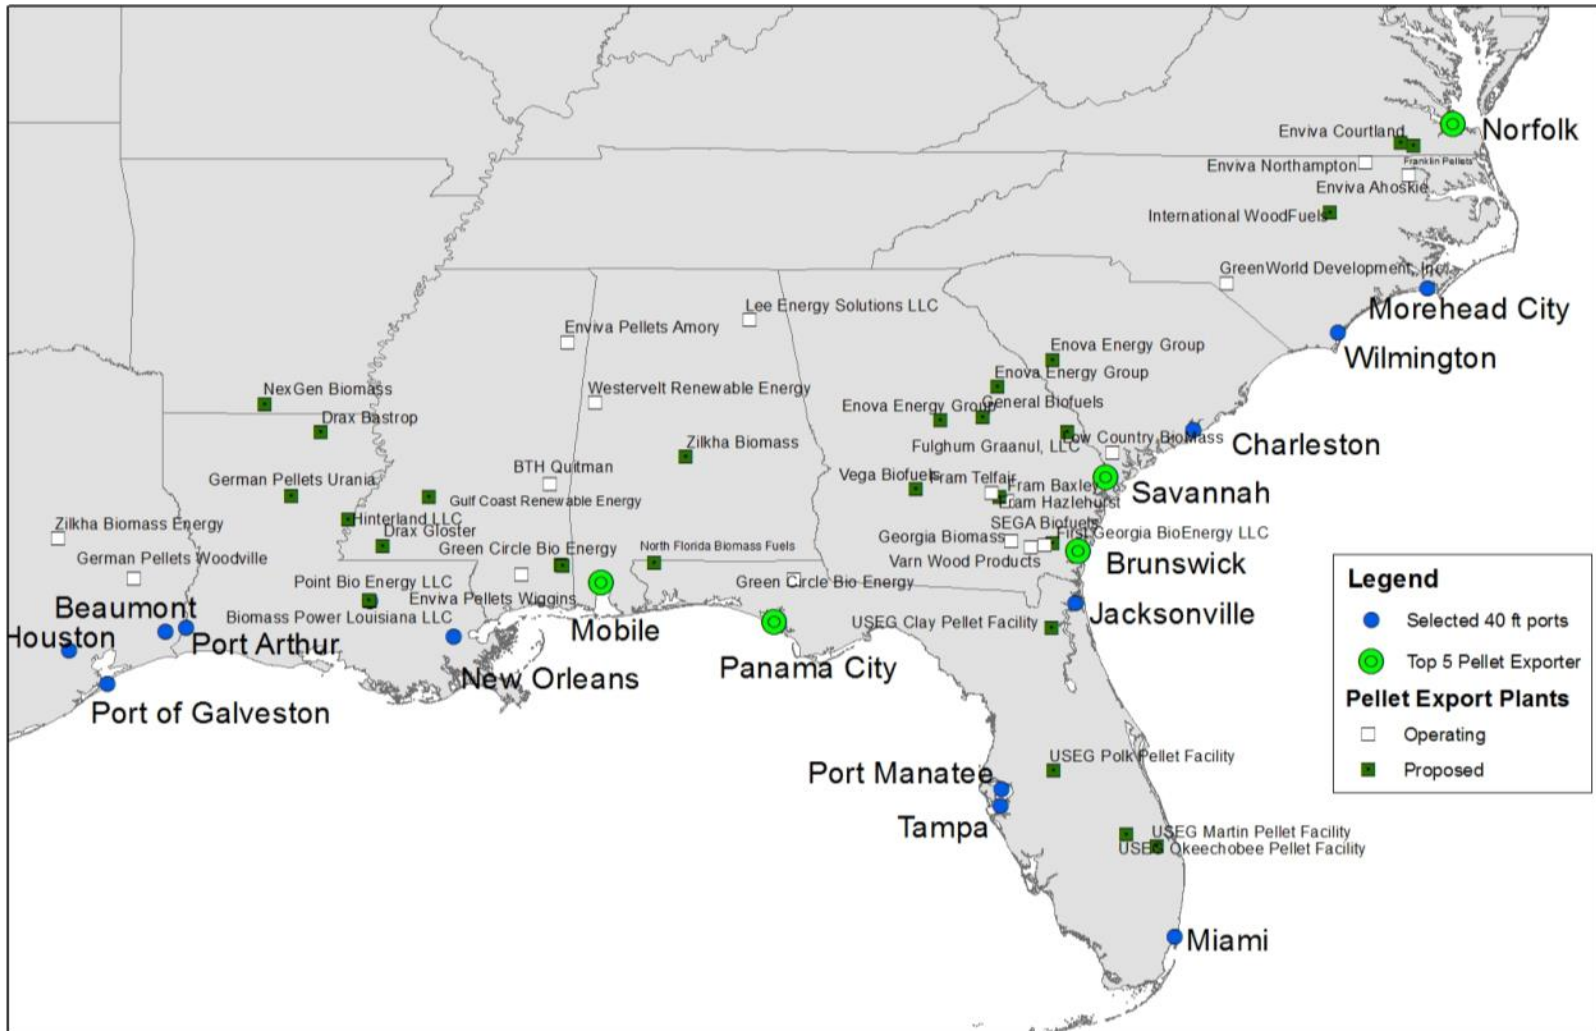 Norfolk
Enviva Courtland
Enviva Northampton
Franklin Pellets
Enviva Ahoskie
International WoodFuels
GreenWorld Development, Inc.
Morehead City
Wilmington
Lee Energy Solutions LLC
Enviva Pellets Amory
Enova Energy Group
Enova Energy Group
NexGen Biomass
Westervelt Renewable Energy
Enova Energy Group
General Biofuels
Drax Bastrop
Zilkha Biomass
Fulghum Graanul, LLC
Low Country BioMass
Charleston
BTH Quitman
German Pellets Urania
Vega Biofuels
Fram Telfair
Fram Baxley
Savannah
Gulf Coast Renewable Energy
Fram Hazlehurst
Hinterland LLC
Zilkha Biomass Energy
SEGA Biofuels
Drax Gloster
Georgia Biomass
First Georgia BioEnergy LLC
German Pellets Woodville
Green Circle Bio Energy
North Florida Biomass Fuels
Varn Wood Products
Brunswick
Point Bio Energy LLC
Green Circle Bio Energy
Beaumont
Enviva Pellets Wiggins
Biomass Power Louisiana LLC
Jacksonville
Houston
Port Arthur
Mobile
USEG Clay Pellet Facility
Panama City
New Orleans
Port of Galveston
USEG Polk Pellet Facility
Port Manatee
Tampa
USEG Martin Pellet Facility
USEG Okeechobee Pellet Facility
Miami
Legend
Selected 40 ft ports
Top 5 Pellet Exporter
Pellet Export Plants
Operating
Proposed